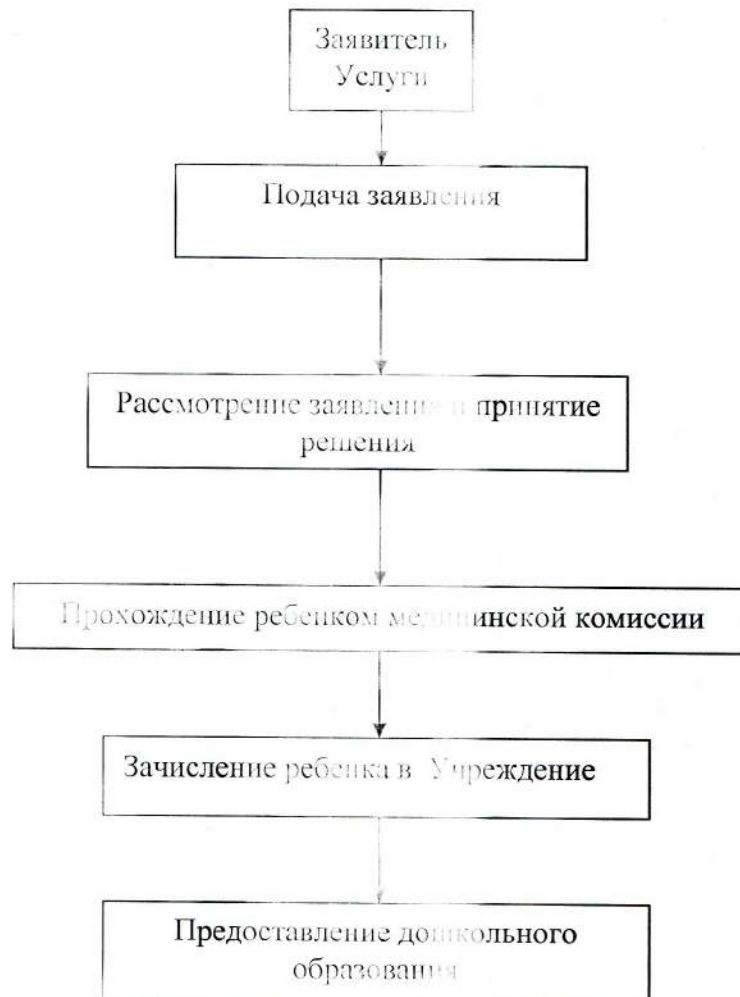 Заявитель
Услуги
Подача заявления
Рассмотрение заявления и принятие
решения
Прохождение ребенком медицинской комиссии
Зачисление ребенка в Учреждение
Предоставление дошкольного
образования